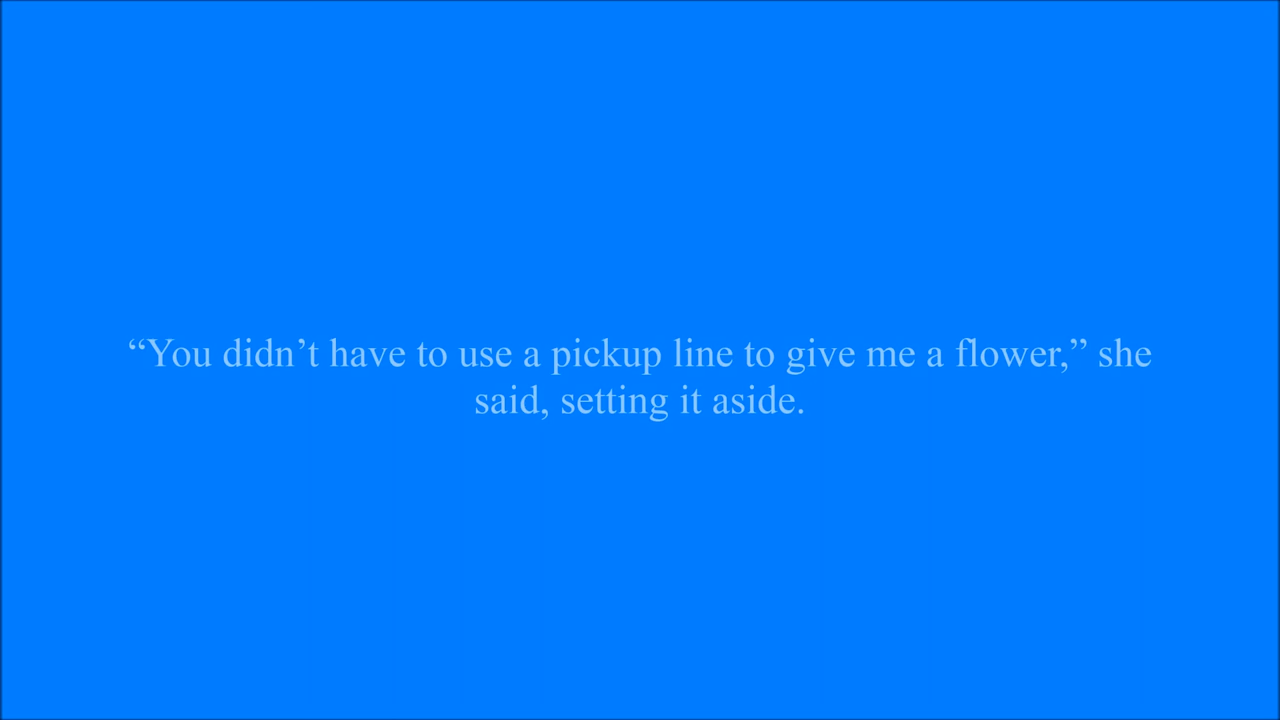 “You didn’t have to use a pickup line to give me a flower,” she
said, setting it aside.